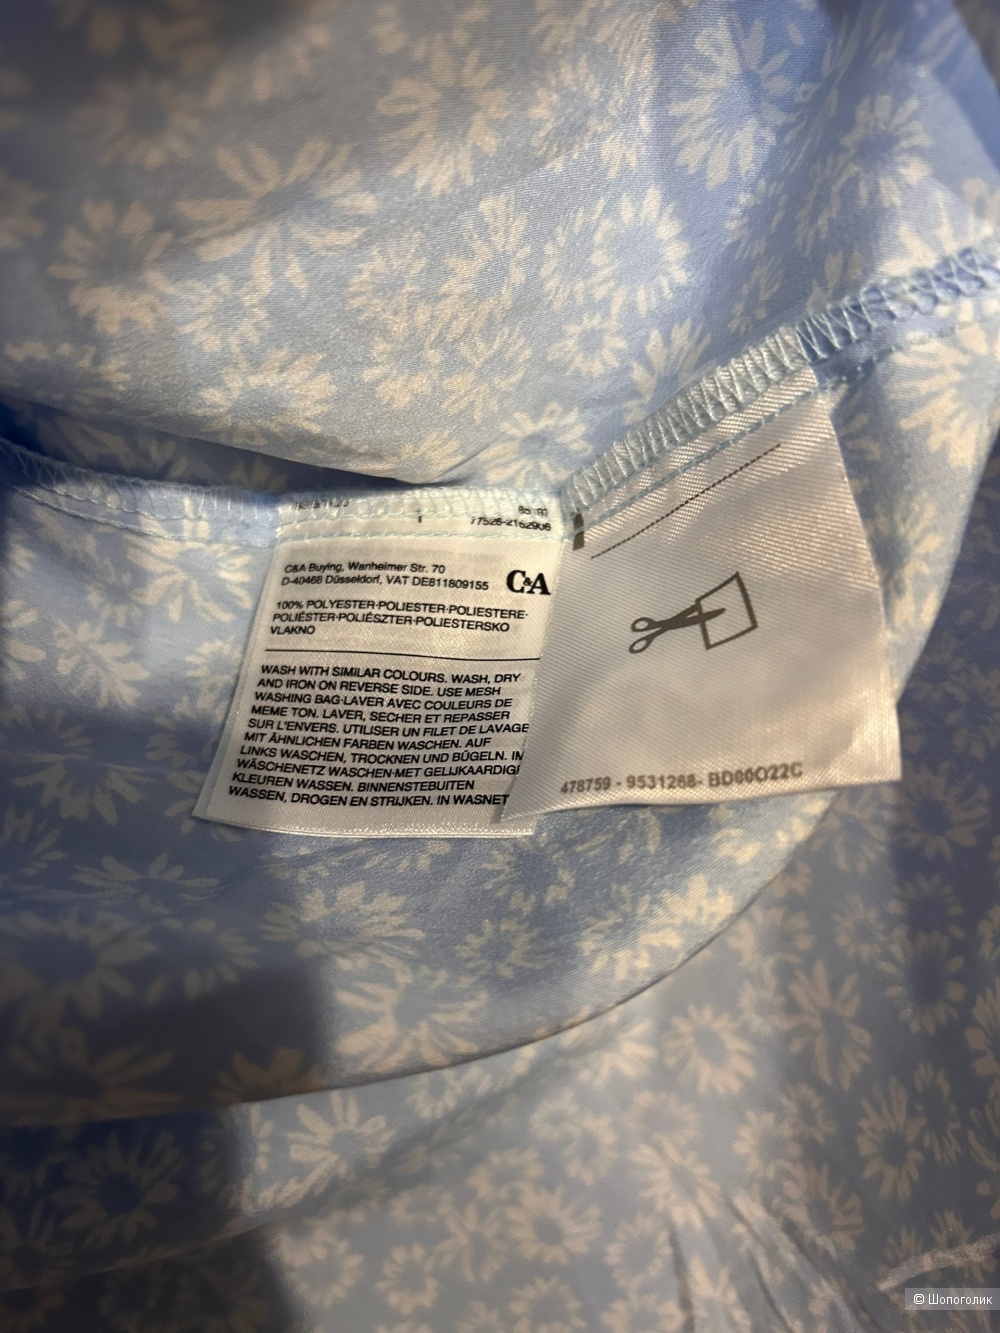 77526-2162906
C&A Buying, Wanheimer Str. 70
D-40468 Düsseldorf, VAT DE811809155
C&A
100% POLYESTER·POLIESTER·POLIESTERE·
POLIÉSTER·POLIÉSZTER·POLIESTERSKO
VLAKNO
WASH WITH SIMILAR COLOURS. WASH, DRY
AND IRON ON REVERSE SIDE. USE MESH
WASHING BAG·LAVER AVEC COULEURS DE
MEME TON. LAVER, SECHER ET REPASSER
SUR L'ENVERS. UTILISER UN FILET DE LAVAGE
MIT ÄHNLICHEN FARBEN WASCHEN. AUF
LINKS WASCHEN, TROCKNEN UND BÜGELN. IM
WÄSCHENETZ WASCHEN·MET GELIJKAARDIGE
KLEUREN WASSEN. BINNENSTEBUITEN
WASSEN, DROGEN EN STRIJKEN. IN WASNET
478759 - 9531268- BD00O22C
© Шопоголик